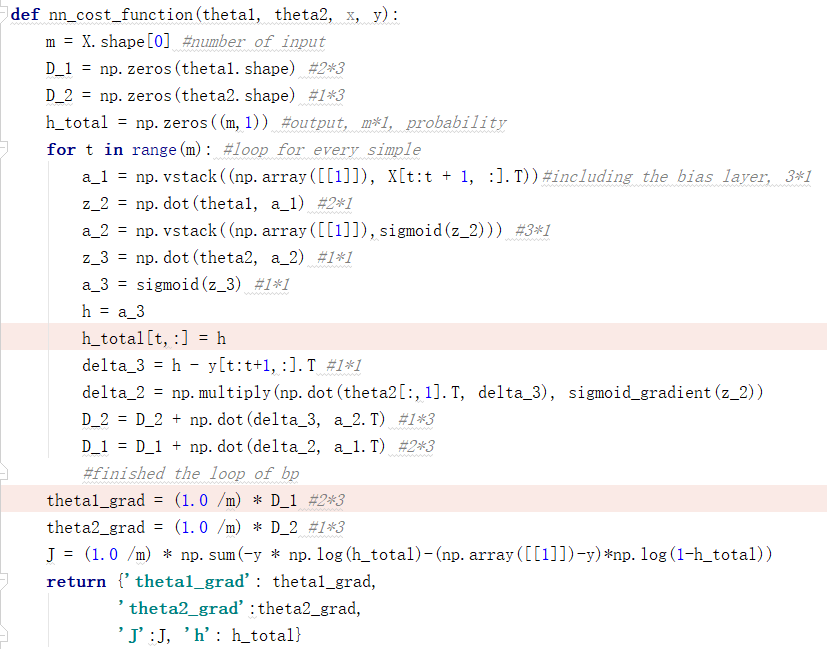 def nn_cost_function(theta1, theta2, x, y):
    m = X.shape[0] #number of input
    D_1 = np.zeros(theta1.shape) #2*3
    D_2 = np.zeros(theta2.shape) #1*3
    h_total = np.zeros((m,1)) #output, m*1, probability
    for t in range(m): #loop for every simple
        a_1 = np.vstack((np.array([[1]]), X[t:t + 1, :].T))#including the bias layer, 3*1
        z_2 = np.dot(theta1, a_1) #2*1
        a_2 = np.vstack((np.array([[1]]),sigmoid(z_2))) #3*1
        z_3 = np.dot(theta2, a_2) #1*1
        a_3 = sigmoid(z_3) #1*1
        h = a_3
        h_total[t,:] = h
        delta_3 = h - y[t:t+1,:].T #1*1
        delta_2 = np.multiply(np.dot(theta2[:,1].T, delta_3), sigmoid_gradient(z_2))
        D_2 = D_2 + np.dot(delta_3, a_2.T) #1*3
        D_1 = D_1 + np.dot(delta_2, a_1.T) #2*3
        #finished the loop of bp
    theta1_grad = (1.0 /m) * D_1 #2*3
    theta2_grad = (1.0 /m) * D_2 #1*3
    J = (1.0 /m) * np.sum(-y * np.log(h_total)-(np.array([[1]])-y)*np.log(1-h_total))
    return {'theta1_grad': theta1_grad,
            'theta2_grad':theta2_grad,
            'J':J, 'h': h_total}